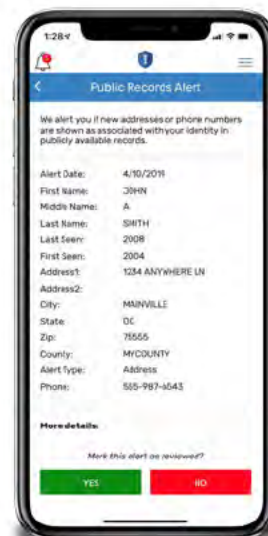 1:28
Public Records Alert
We alert you if new addresses or phone numbers
are shown as associated with your identity in
publicly available records.
Alert Date: 4/10/2019
First Name: JOHN
Middle Name: A
Last Name: SMITH
Last Seen: 2008
First Seen: 2004
Address1: 1234 ANYWHERE LN
Address2:
City: MAINVILLE
State: DC
Zip: 75555
County: MYCOUNTY
Alert Type: Address
Phone: 555-987-6543
More details:
Mark this alert as reviewed?
YES NO